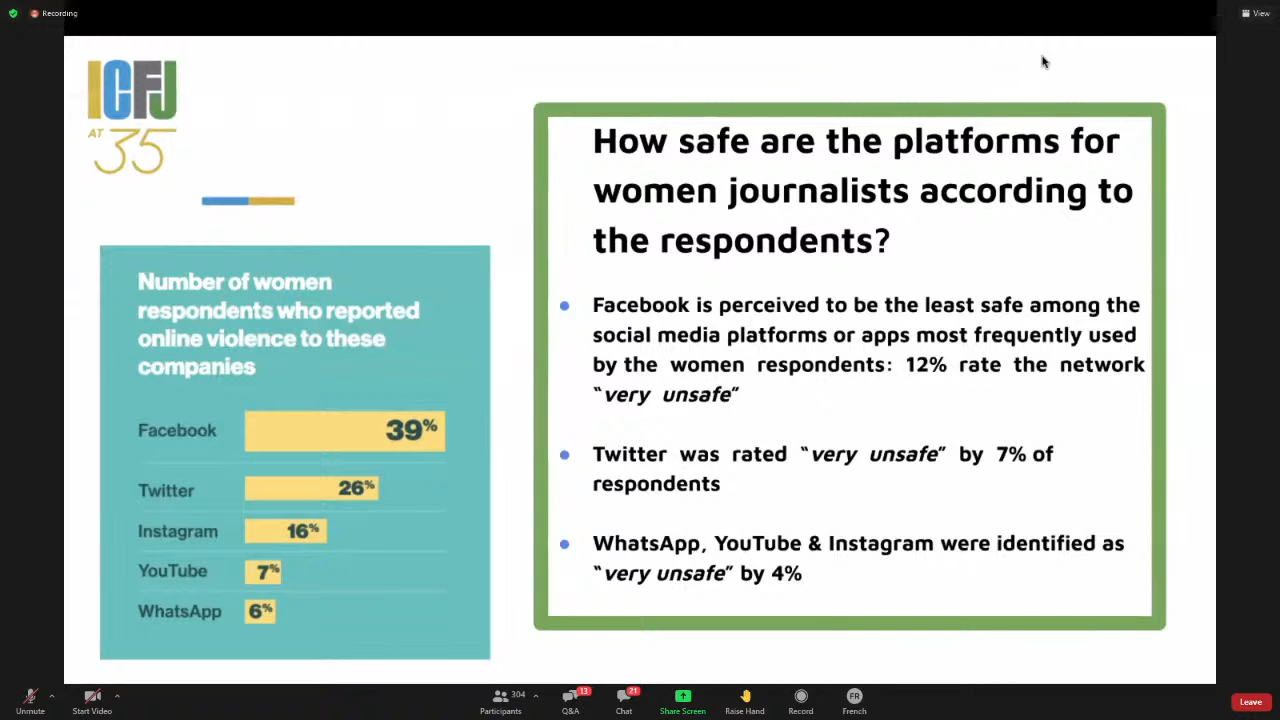 Recording
View
ICFJ
AT 35
How safe are the platforms for
women journalists according to
the respondents?
Number of women
respondents who reported
online violence to these
companies
Facebook 39%
Twitter 26%
Instagram 16%
YouTube 7%
WhatsApp 6%
• Facebook is perceived to be the least safe among the
social media platforms or apps most frequently used
by the women respondents: 12% rate the network
“very unsafe”
• Twitter was rated “very unsafe” by 7% of
respondents
• WhatsApp, YouTube & Instagram were identified as
“very unsafe” by 4%
Unmute
Start Video
304
Participants
13
Q&A
21
Chat
Share Screen
Raise Hand
Record
FR
French
Leave